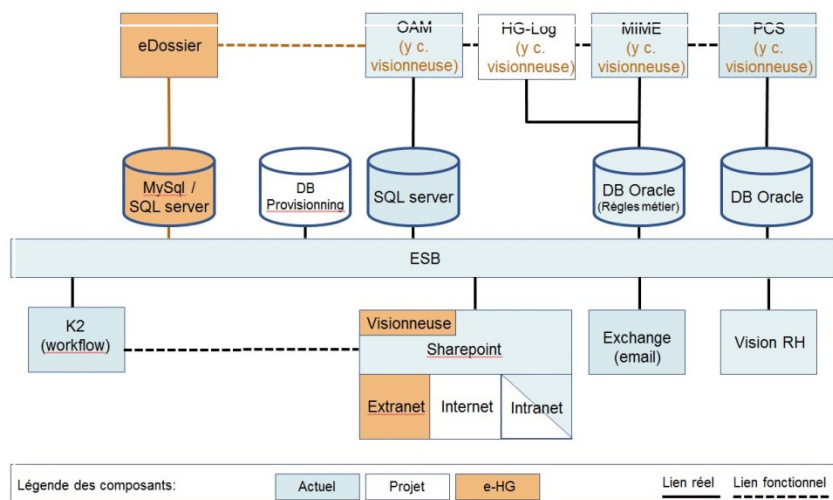 eDossier
OAM
(y c.
visionneuse)
HG-Log
(y c.
visionneuse)
MiME
(y c.
visionneuse)
PCS
(y c.
visionneuse)
MySql /
SQL server
DB
Provisionning
SQL server
DB Oracle
(Règles métier)
DB Oracle
ESB
K2
(workflow)
Visionneuse
Sharepoint
Extranet
Internet
Intranet
Exchange
(email)
Vision RH
Légende des composants:
Actuel
Projet
e-HG
Lien réel
Lien fonctionnel